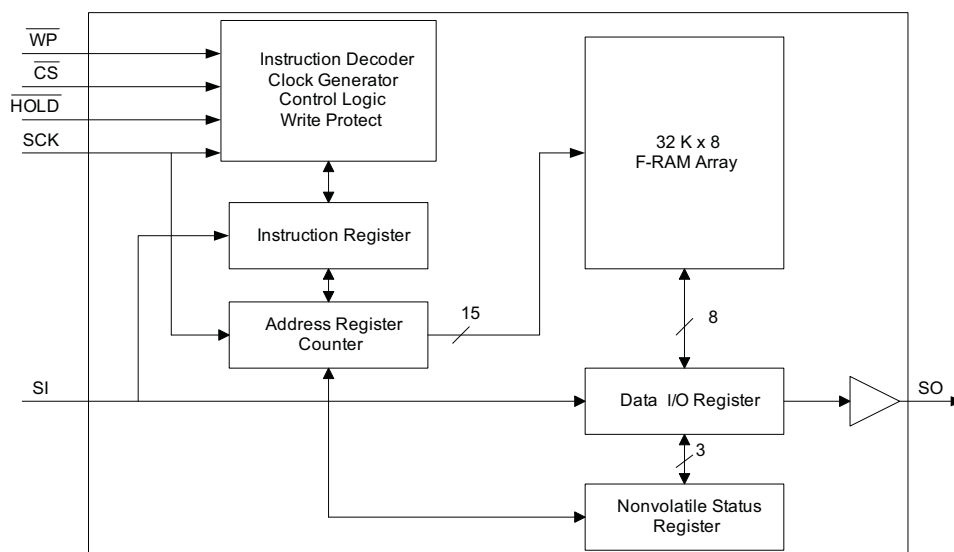 WP
CS
HOLD
SCK
Instruction Decoder
Clock Generator
Control Logic
Write Protect
32 K x 8
F-RAM Array
Instruction Register
Address Register
Counter
15
8
SI
Data I/O Register
SO
3
Nonvolatile Status
Register